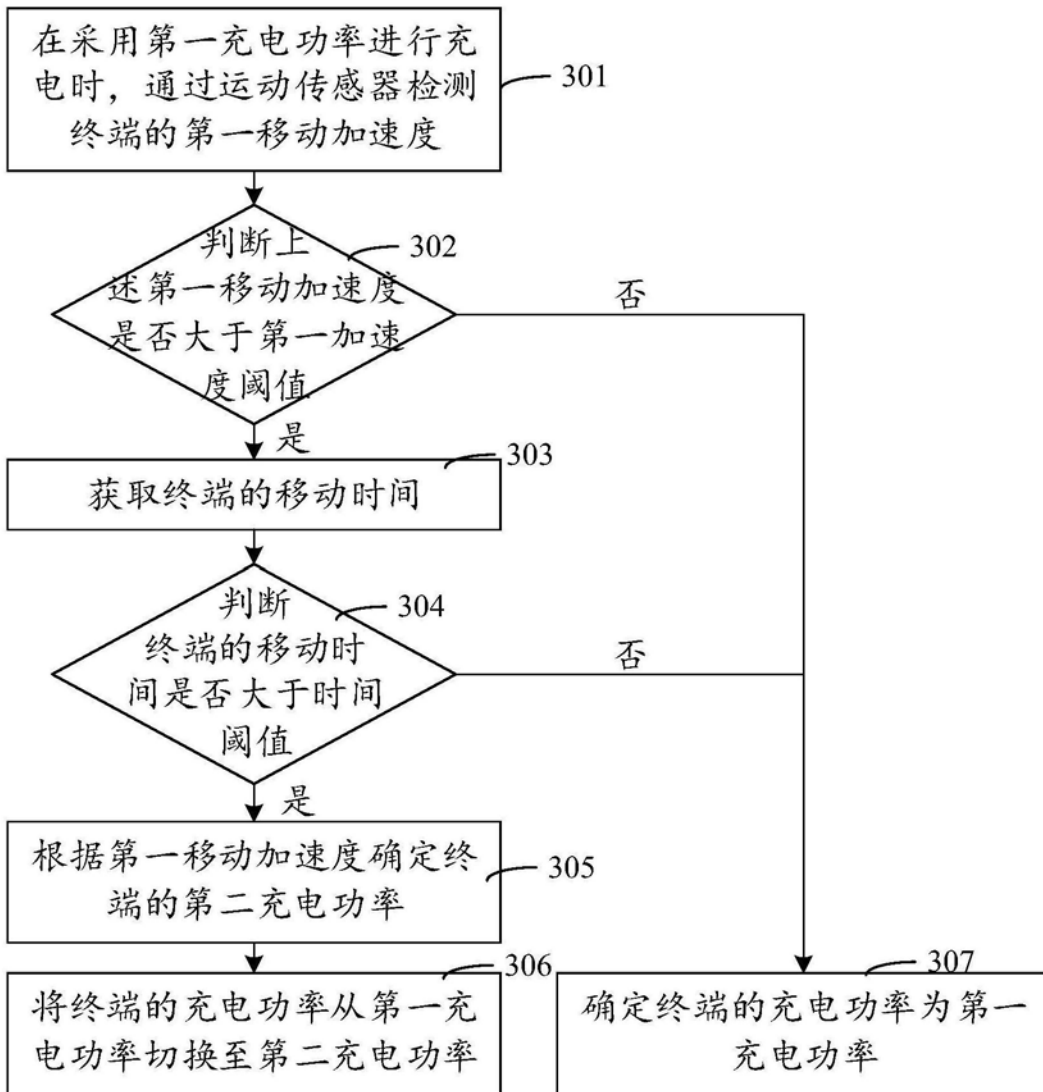 在采用第一充电功率进行充
电时，通过运动传感器检测
终端的第一移动加速度
301
判断上
述第一移动加速度
是否大于第一加速
度阈值
302
否
是
获取终端的移动时间
303
判断
终端的移动时
间是否大于时间
阈值
304
否
是
根据第一移动加速度确定终
端的第二充电功率
305
将终端的充电功率从第一充
电功率切换至第二充电功率
306
确定终端的充电功率为第一
充电功率
307